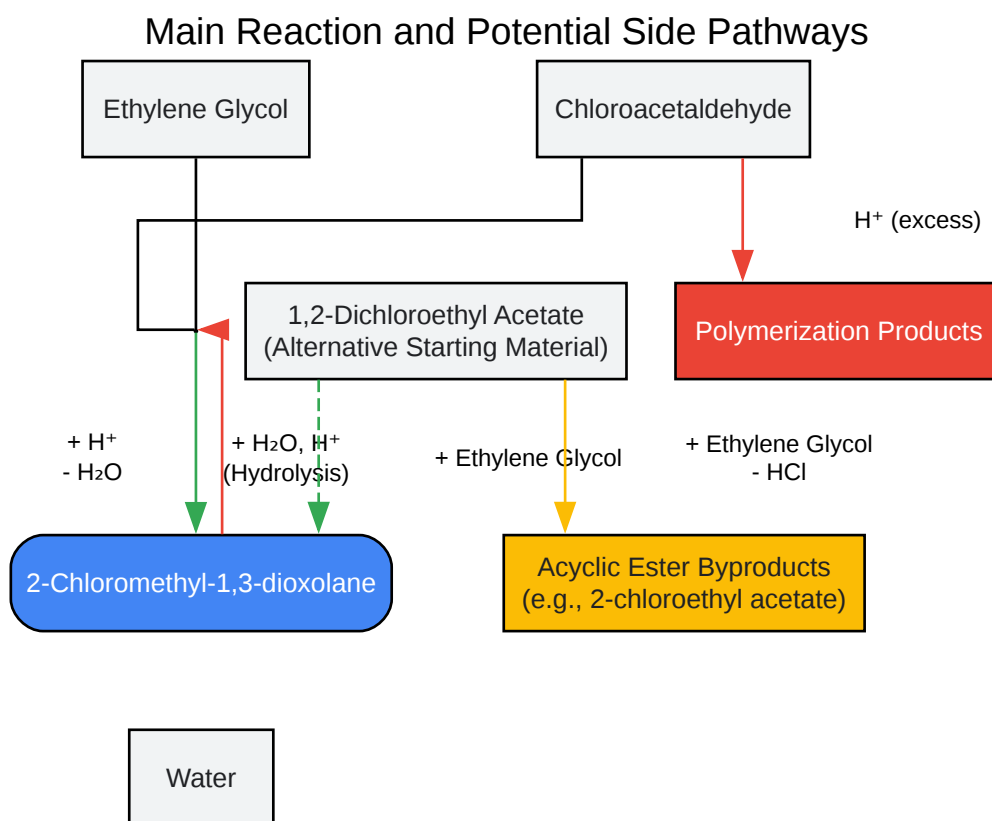 Main Reaction and Potential Side Pathways
Ethylene Glycol
Chloroacetaldehyde
H⁺ (excess)
1,2-Dichloroethyl Acetate
(Alternative Starting Material)
Polymerization Products
+ H⁺
- H₂O
+ H₂O, H⁺
(Hydrolysis)
+ Ethylene Glycol
+ Ethylene Glycol
- HCl
2-Chloromethyl-1,3-dioxolane
Acyclic Ester Byproducts
(e.g., 2-chloroethyl acetate)
Water